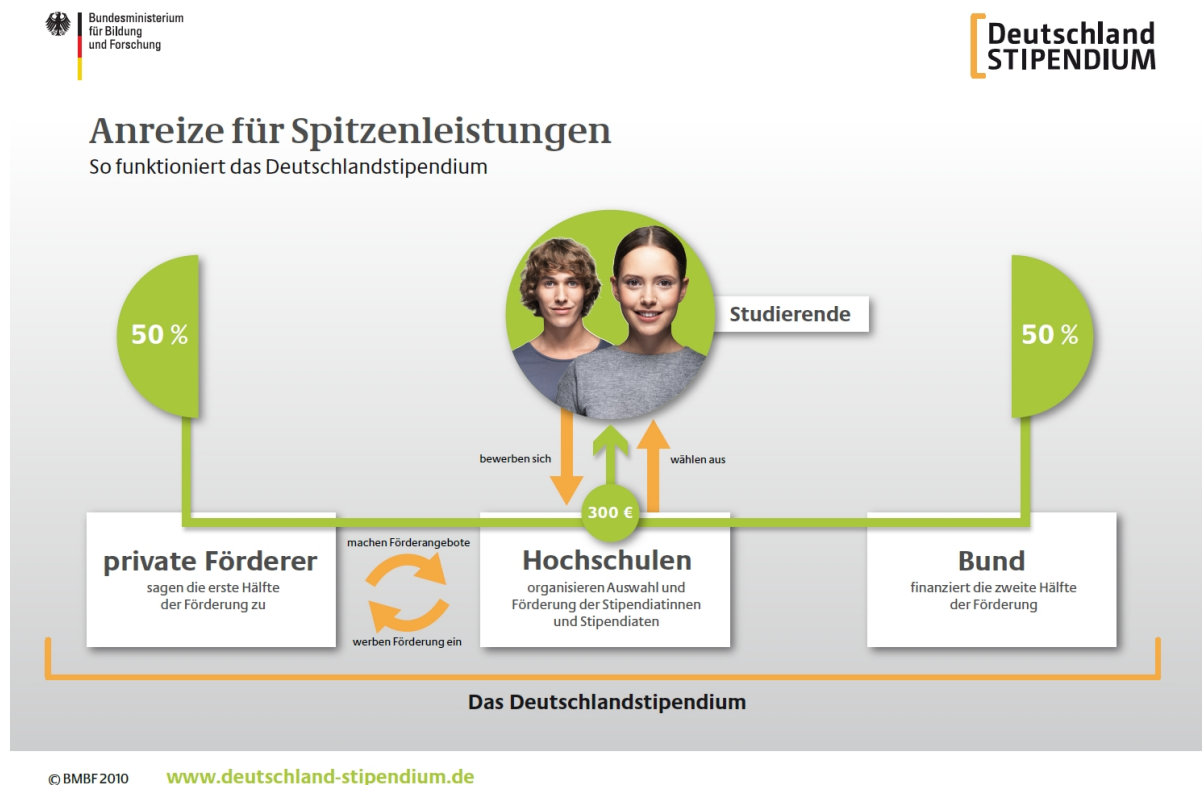 Bundesministerium
für Bildung
und Forschung
Deutschland
STIPENDIUM
Anreize für Spitzenleistungen
So funktioniert das Deutschlandstipendium
50 %
Studierende
50 %
bewerben sich
wählen aus
300 €
private Förderer
sagen die erste Hälfte
der Förderung zu
machen Förderangebote
werben Förderung ein
Hochschulen
organisieren Auswahl und
Förderung der Stipendiatinnen
und Stipendiaten
Bund
finanziert die zweite Hälfte
der Förderung
Das Deutschlandstipendium
© BMBF 2010 www.deutschland-stipendium.de